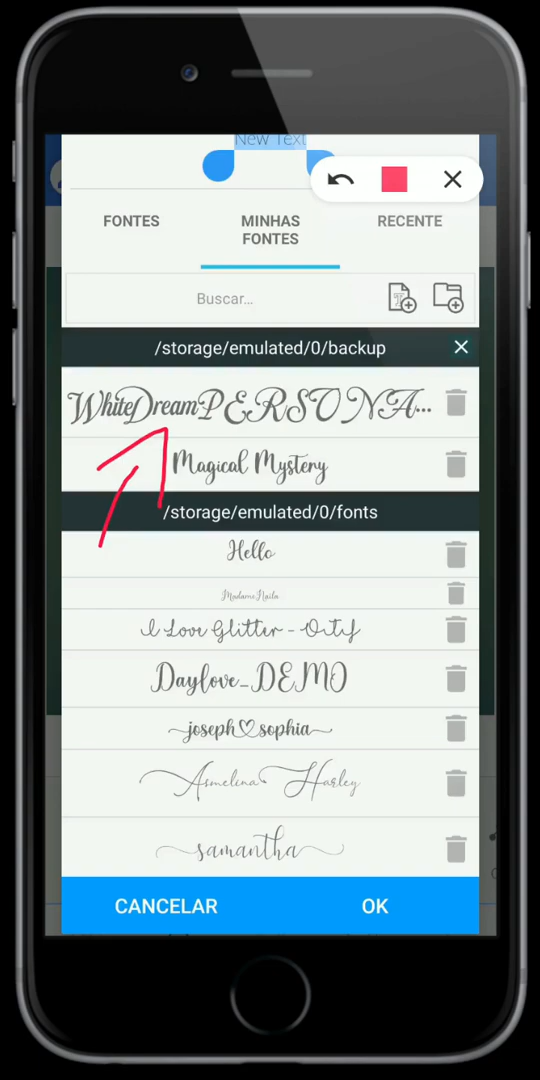 New Text
FONTES
MINHAS
FONTES
RECENTE
Buscar...
/storage/emulated/0/backup
WhiteDreamPERSONA...
Magical Mystery
/storage/emulated/0/fonts
Hello
MadameNaila
I Love Glitter - Otf
Daylove_DEMO
joseph♡sophia
Asmelina Harley
samantha
CANCELAR
OK